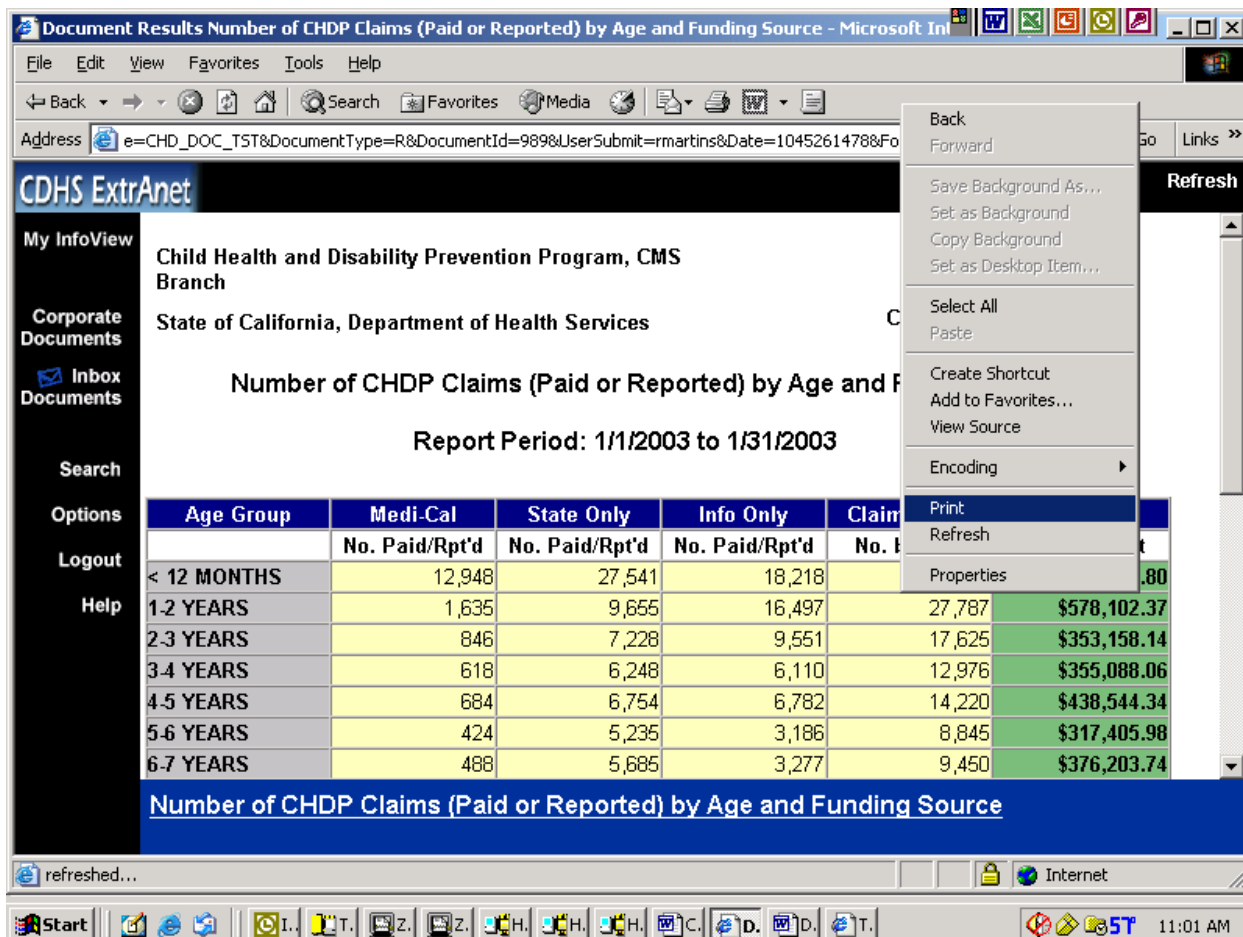 Document Results Number of CHDP Claims (Paid or Reported) by Age and Funding Source - Microsoft Int
File Edit View Favorites Tools Help
Back Search Favorites Media
Address e=CHD_DOC_TST&DocumentType=R&DocumentId=989&UserSubmit=rmartins&Date=1045261478&Fo Go Links »
CDHS ExtrAnet Refresh
My InfoView
Corporate
Documents
Inbox
Documents
Search
Options
Logout
Help
Child Health and Disability Prevention Program, CMS
Branch
State of California, Department of Health Services C
Number of CHDP Claims (Paid or Reported) by Age and F
Report Period: 1/1/2003 to 1/31/2003
Age Group Medi-Cal State Only Info Only Claim
No. Paid/Rpt'd No. Paid/Rpt'd No. Paid/Rpt'd No. t
< 12 MONTHS 12,948 27,541 18,218 .80
1-2 YEARS 1,635 9,655 16,497 27,787 $578,102.37
2-3 YEARS 846 7,228 9,551 17,625 $353,158.14
3-4 YEARS 618 6,248 6,110 12,976 $355,088.06
4-5 YEARS 684 6,754 6,782 14,220 $438,544.34
5-6 YEARS 424 5,235 3,186 8,845 $317,405.98
6-7 YEARS 488 5,685 3,277 9,450 $376,203.74
Back
Forward
Save Background As...
Set as Background
Copy Background
Set as Desktop Item...
Select All
Paste
Create Shortcut
Add to Favorites...
View Source
Encoding
Print
Refresh
Properties
Number of CHDP Claims (Paid or Reported) by Age and Funding Source
refreshed... Internet
Start I.. T. Z. Z. H. H. H. C. D. D. T. 57° 11:01 AM